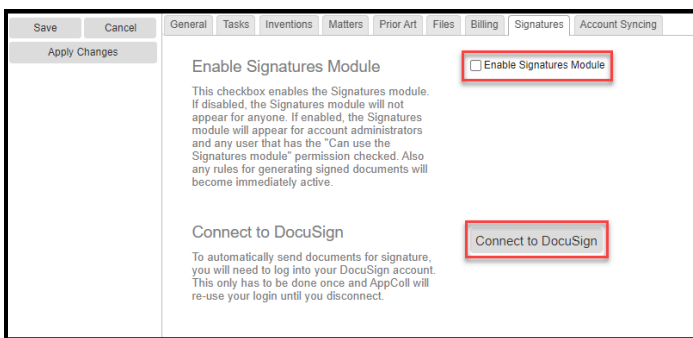 Save Cancel
Apply Changes
General Tasks Inventions Matters Prior Art Files Billing Signatures Account Syncing
Enable Signatures Module
This checkbox enables the Signatures module.
If disabled, the Signatures module will not
appear for anyone. If enabled, the Signatures
module will appear for account administrators
and any user that has the "Can use the
Signatures module" permission checked. Also
any rules for generating signed documents will
become immediately active.
Enable Signatures Module
Connect to DocuSign
To automatically send documents for signature,
you will need to log into your DocuSign account.
This only has to be done once and AppColl will
re-use your login until you disconnect.
Connect to DocuSign